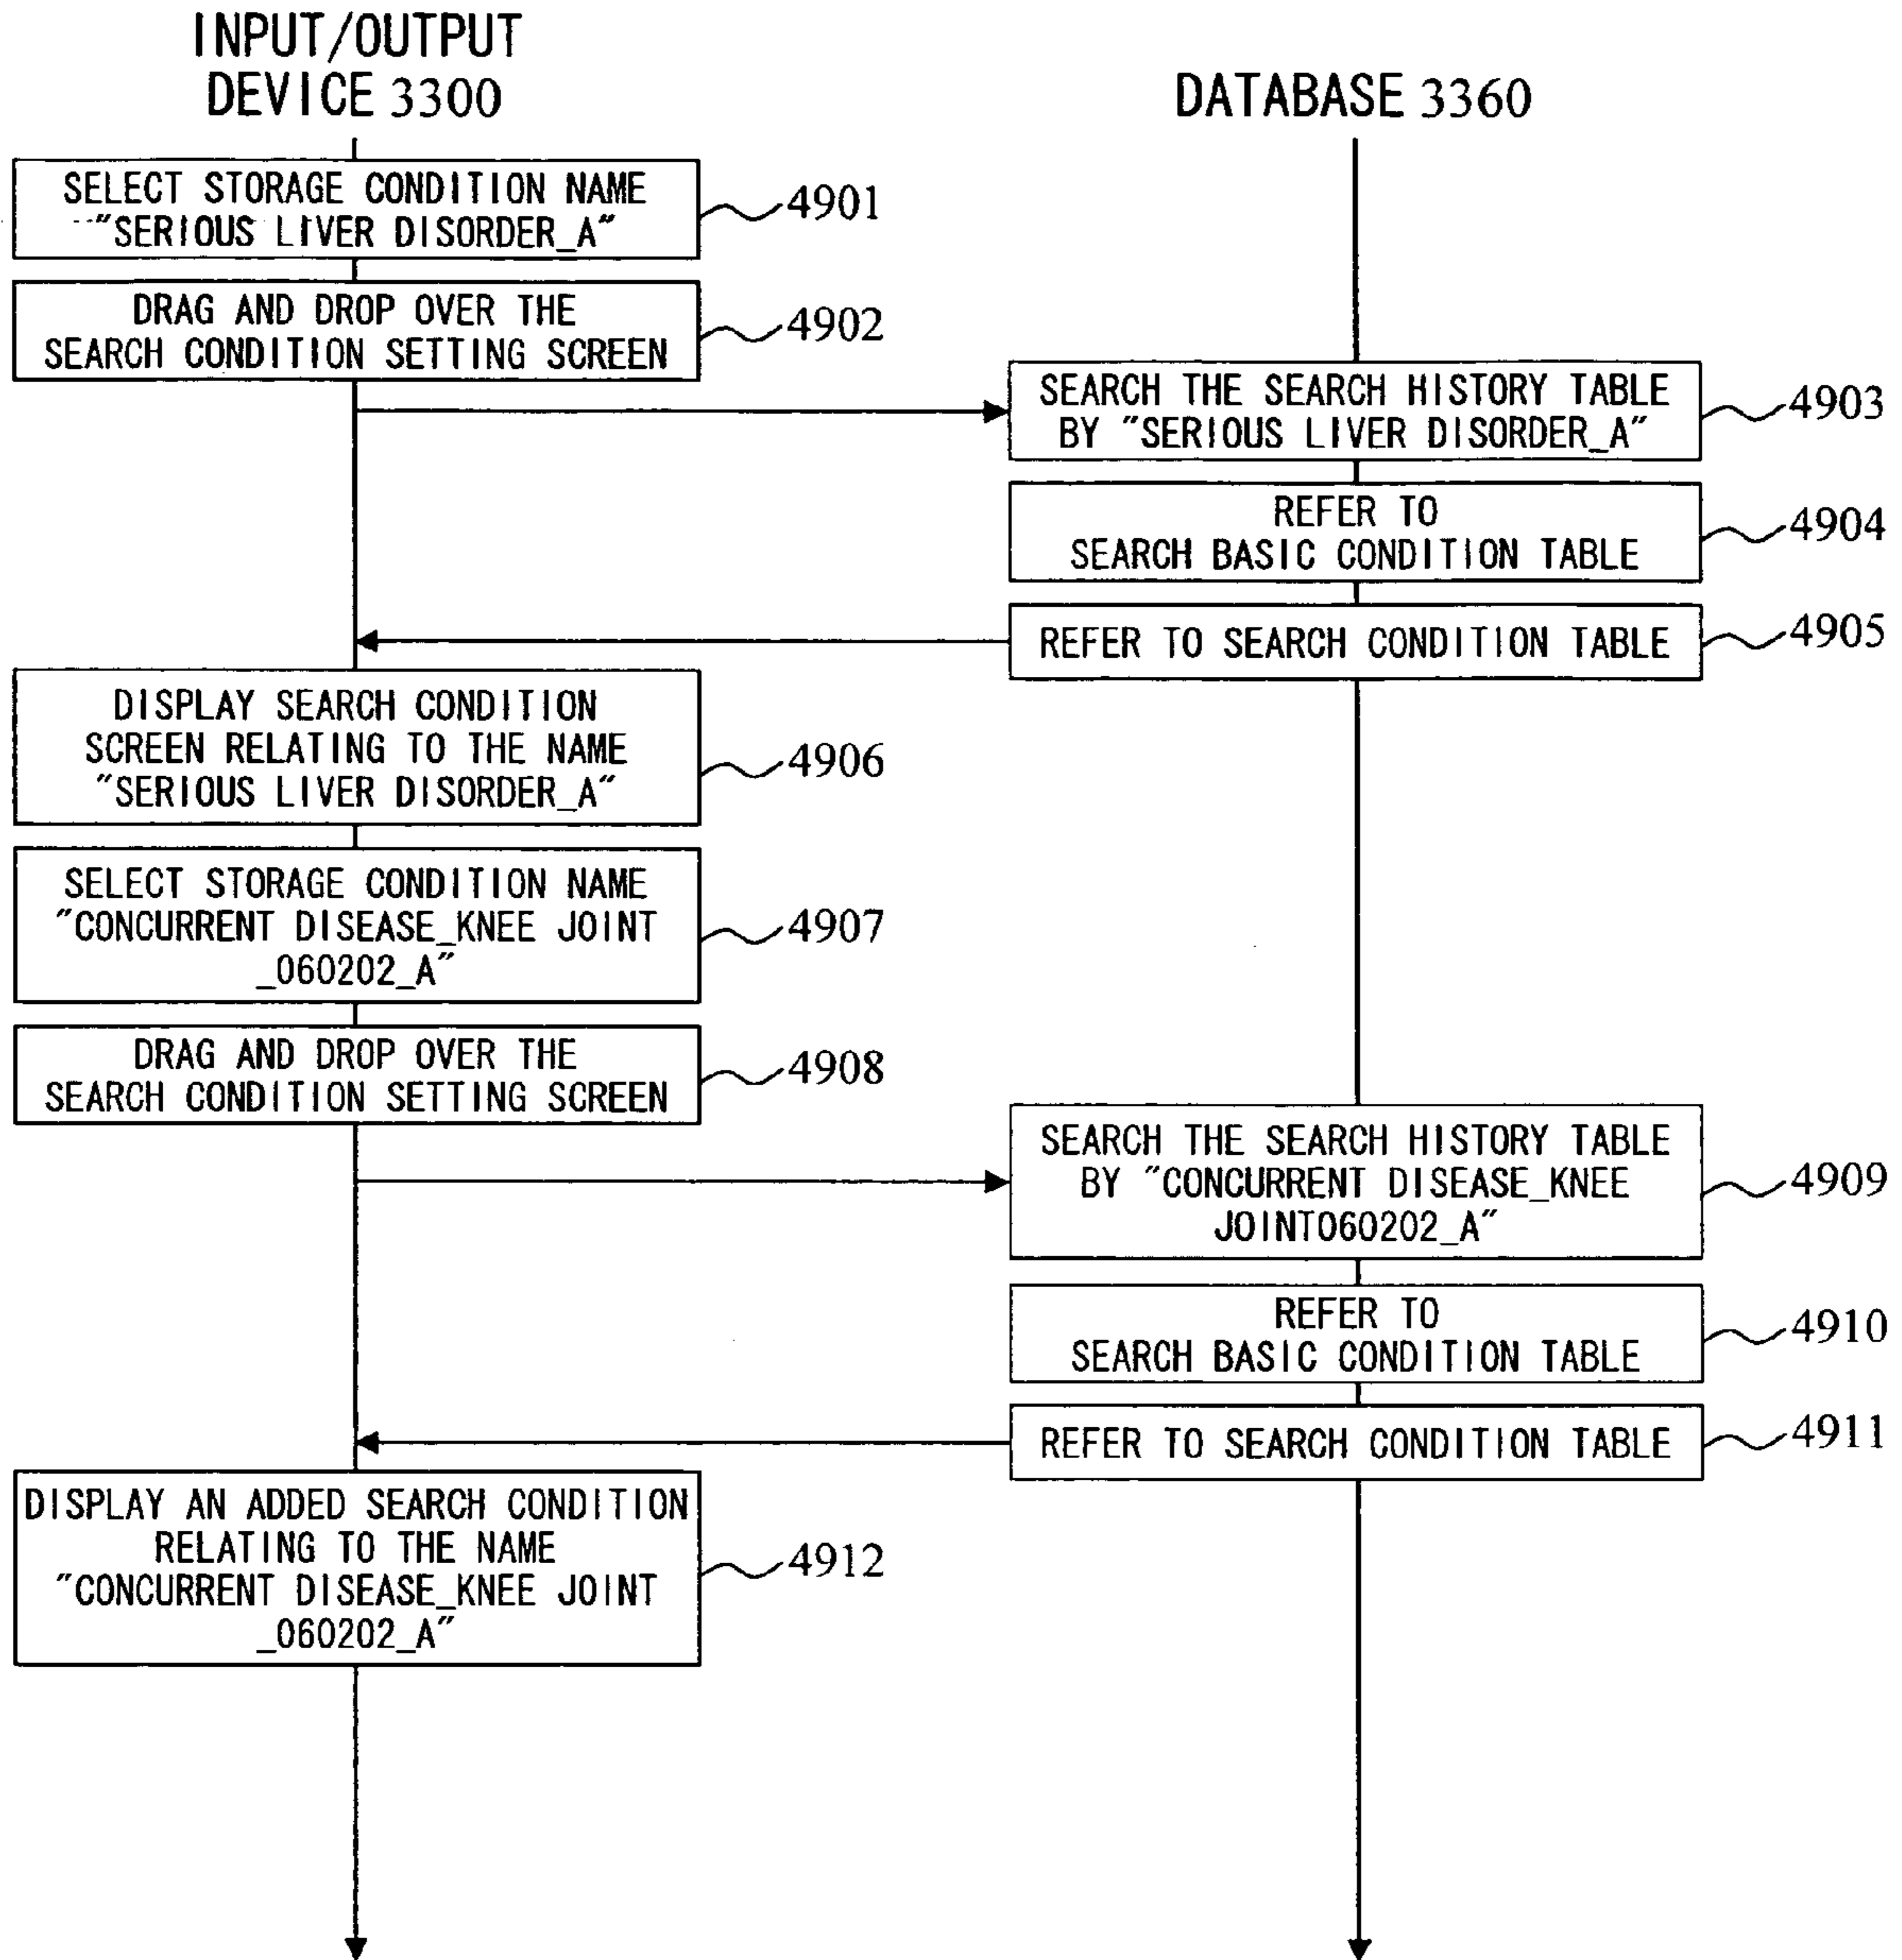 INPUT/OUTPUT
DEVICE 3300
DATABASE 3360
SELECT STORAGE CONDITION NAME
"SERIOUS LIVER DISORDER_A"
4901
DRAG AND DROP OVER THE
SEARCH CONDITION SETTING SCREEN
4902
SEARCH THE SEARCH HISTORY TABLE
BY "SERIOUS LIVER DISORDER_A"
4903
REFER TO
SEARCH BASIC CONDITION TABLE
4904
REFER TO SEARCH CONDITION TABLE
4905
DISPLAY SEARCH CONDITION
SCREEN RELATING TO THE NAME
"SERIOUS LIVER DISORDER_A"
4906
SELECT STORAGE CONDITION NAME
"CONCURRENT DISEASE_KNEE JOINT
_060202_A"
4907
DRAG AND DROP OVER THE
SEARCH CONDITION SETTING SCREEN
4908
SEARCH THE SEARCH HISTORY TABLE
BY "CONCURRENT DISEASE_KNEE
JOINT060202_A"
4909
REFER TO
SEARCH BASIC CONDITION TABLE
4910
REFER TO SEARCH CONDITION TABLE
4911
DISPLAY AN ADDED SEARCH CONDITION
RELATING TO THE NAME
"CONCURRENT DISEASE_KNEE JOINT
_060202_A"
4912